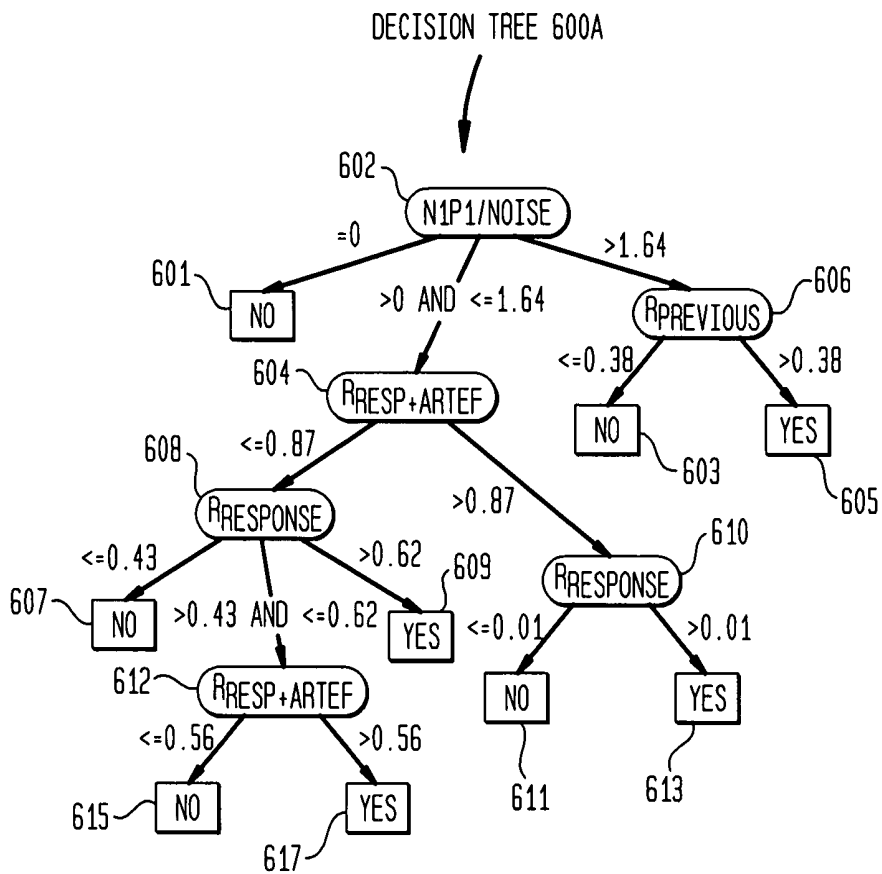 DECISION TREE 600A
602
N1P1/NOISE
=0
>1.64
601
NO
>0 AND <=1.64
606
RPREVIOUS
604
RRESP+ARTEF
<=0.38
>0.38
NO
YES
603
605
<=0.87
>0.87
608
RRESPONSE
610
RRESPONSE
<=0.43
>0.62
609
607
NO
>0.43 AND <=0.62
YES
<=0.01
>0.01
612
RRESP+ARTEF
NO
YES
611
613
<=0.56
>0.56
615
NO
YES
617